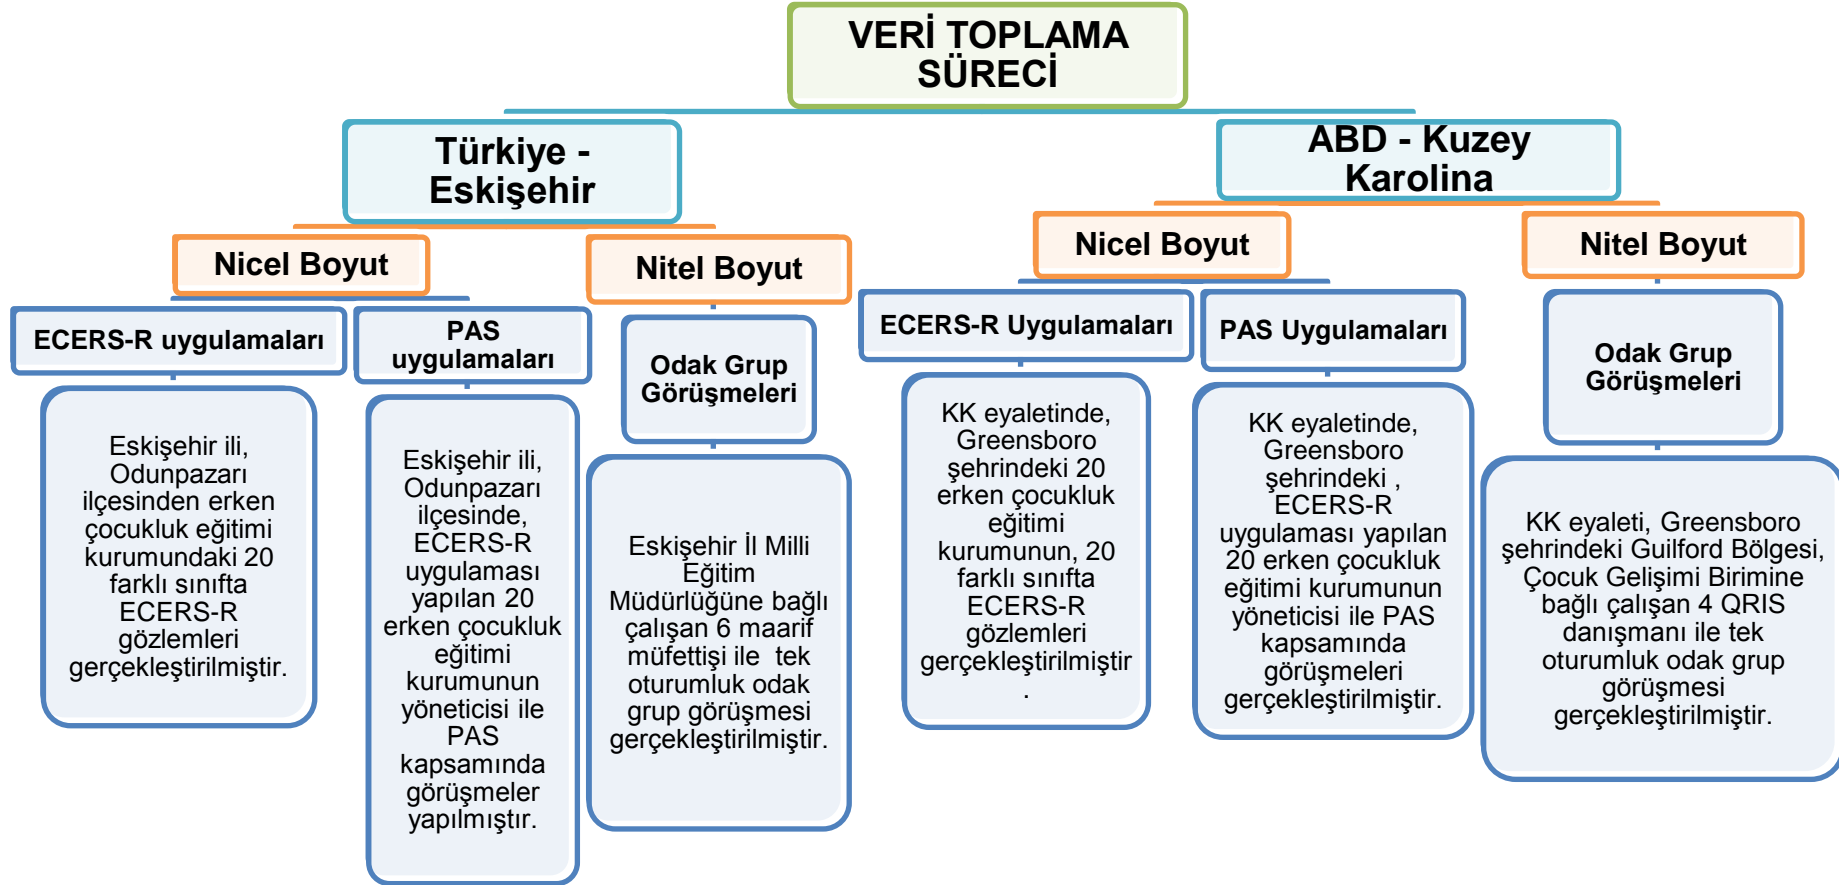 VERİ TOPLAMA
SÜRECİ
Türkiye -
Eskişehir
Nicel Boyut
ECERS-R uygulamaları
Eskişehir ili,
Odunpazarı
ilçesinden erken
çocukluk eğitimi
kurumundaki 20
farklı sınıfta
ECERS-R
gözlemleri
gerçekleştirilmiştir.
PAS
uygulamaları
Eskişehir ili,
Odunpazarı
ilçesinde,
ECERS-R
uygulaması
yapılan 20
erken çocukluk
eğitimi
kurumunun
yöneticisi ile
PAS
kapsamında
görüşmeler
yapılmıştır.
Nitel Boyut
Odak Grup
Görüşmeleri
Eskişehir İl Milli
Eğitim
Müdürlüğüne bağlı
çalışan 6 maarif
müfettişi ile  tek
oturumluk odak
grup görüşmesi
gerçekleştirilmiştir.
ABD - Kuzey
Karolina
Nicel Boyut
ECERS-R Uygulamaları
KK eyaletinde,
Greensboro
şehrindeki 20
erken çocukluk
eğitimi
kurumunun, 20
farklı sınıfta
ECERS-R
gözlemleri
gerçekleştirilmiştir
.
PAS Uygulamaları
KK eyaletinde,
Greensboro
şehrindeki ,
ECERS-R
uygulaması yapılan
20 erken çocukluk
eğitimi kurumunun
yöneticisi ile PAS
kapsamında
görüşmeleri
gerçekleştirilmiştir.
Nitel Boyut
Odak Grup
Görüşmeleri
KK eyaleti, Greensboro
şehrindeki Guilford Bölgesi,
Çocuk Gelişimi Birimine
bağlı çalışan 4 QRIS
danışmanı ile tek
oturumluk odak grup
görüşmesi
gerçekleştirilmiştir.